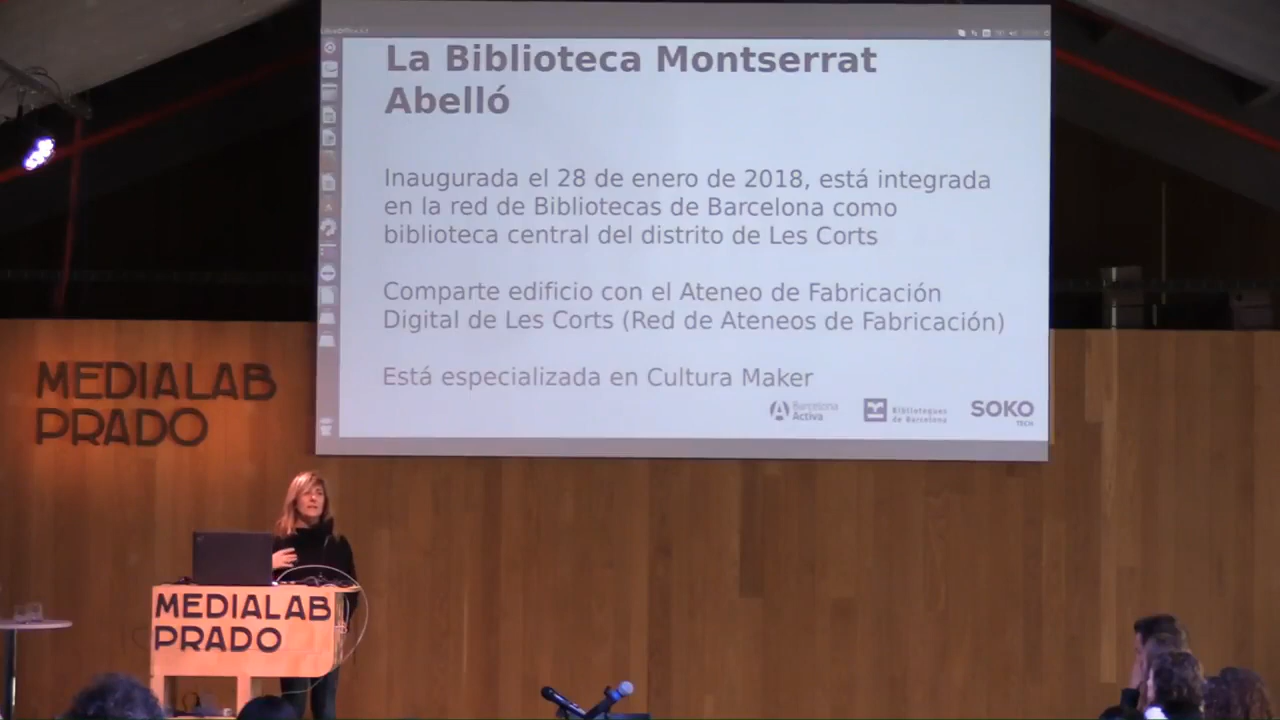 La Biblioteca Montserrat
Abelló
Inaugurada el 28 de enero de 2018, está integrada
en la red de Bibliotecas de Barcelona como
biblioteca central del distrito de Les Corts
Comparte edificio con el Ateneo de Fabricación
Digital de Les Corts (Red de Ateneos de Fabricación)
Está especializada en Cultura Maker
Barcelona
Activa
Biblioteques
de Barcelona
SOKO
TECH
MEDIALAB
PRADO
MEDIALAB
PRADO